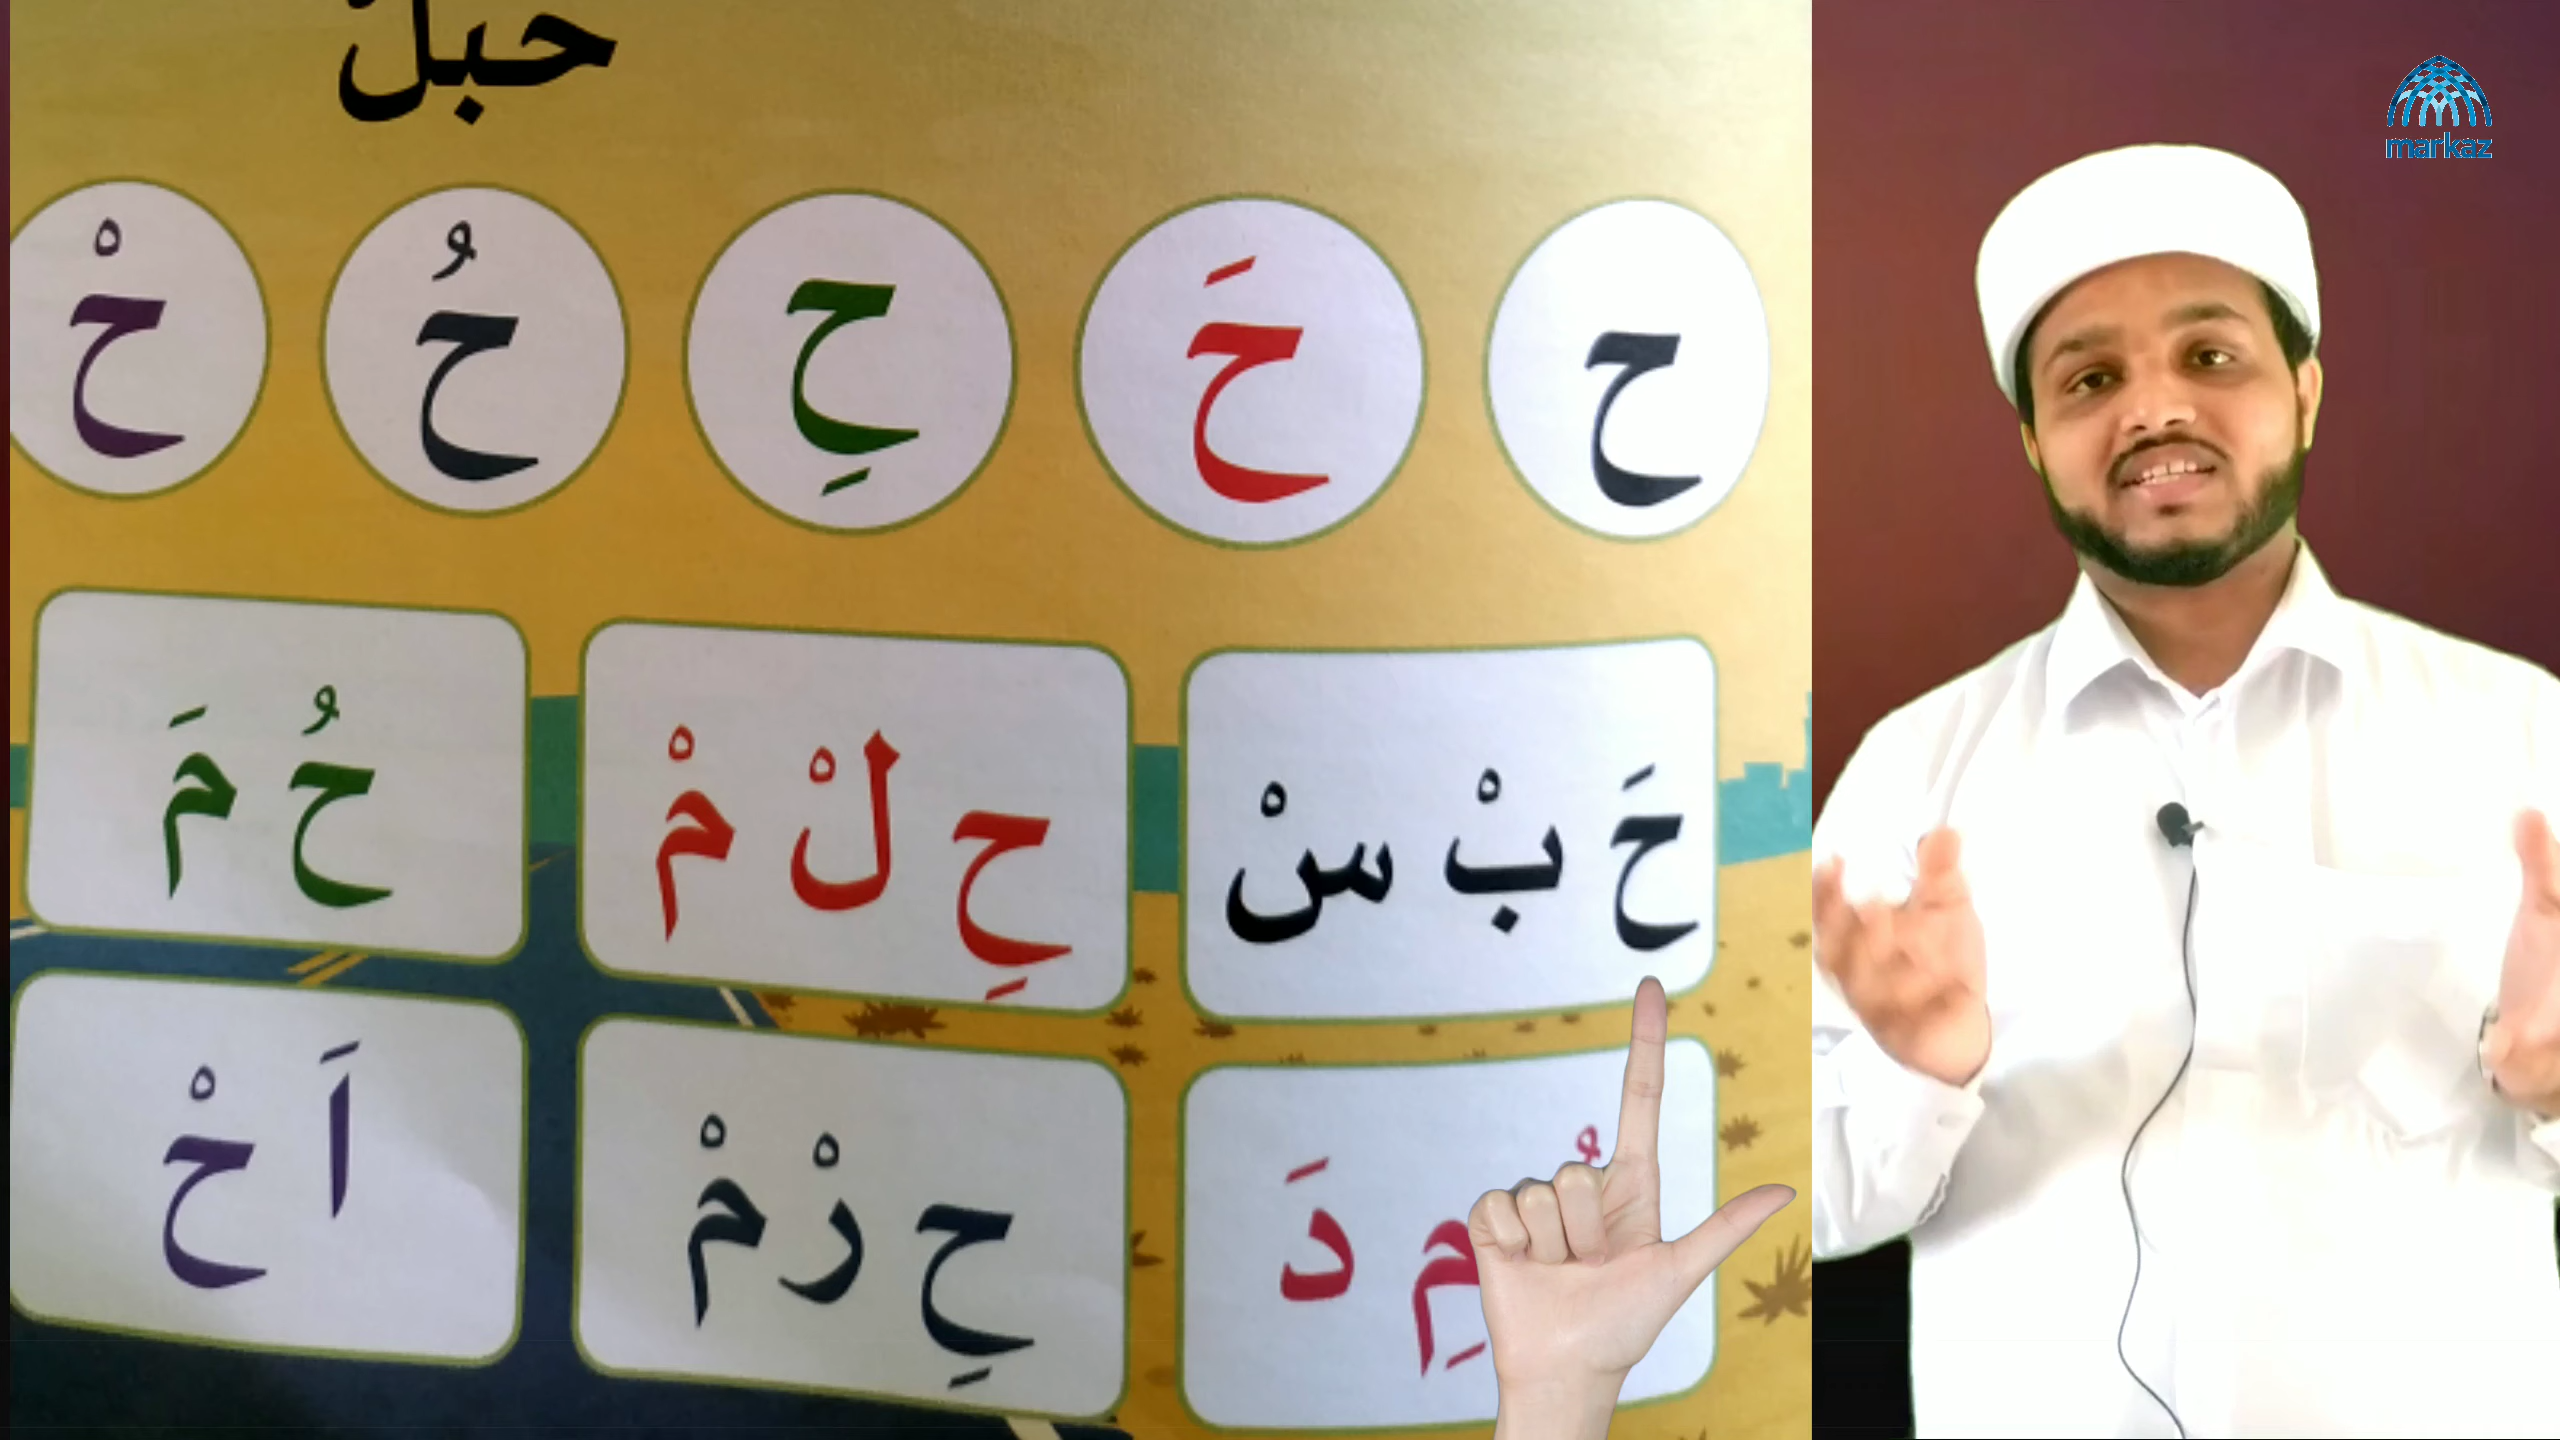 حبلْ
ح حَ حِ حُ حْ
حَ بْ سْ
حِ لْ مْ
حُ مَ
مِ دَ
حِ رْ مْ
اَ حْ
markaz